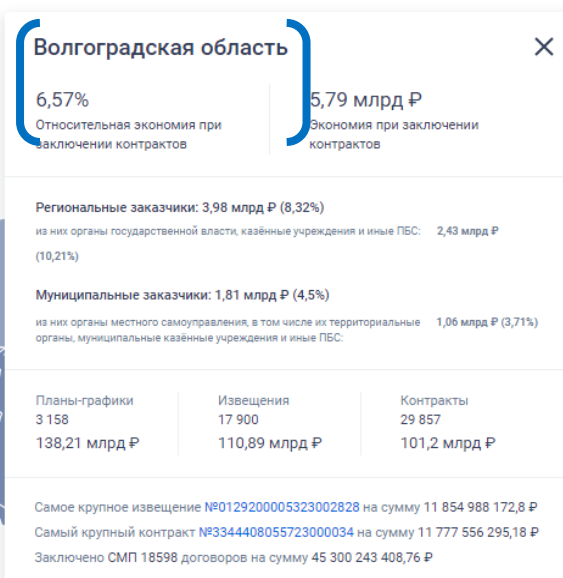 Волгоградская область
6,57%
Относительная экономия при
заключении контрактов
5,79 млрд ₽
Экономия при заключении
контрактов
Региональные заказчики: 3,98 млрд ₽ (8,32%)
из них органы государственной власти, казённые учреждения и иные ПБС: 2,43 млрд ₽
(10,21%)
Муниципальные заказчики: 1,81 млрд ₽ (4,5%)
из них органы местного самоуправления, в том числе их территориальные 1,06 млрд ₽ (3,71%)
органы, муниципальные казённые учреждения и иные ПБС:
Планы-графики
3 158
138,21 млрд ₽
Извещения
17 900
110,89 млрд ₽
Контракты
29 857
101,2 млрд ₽
Самое крупное извещение №0129200005323002828 на сумму 11 854 988 172,8 ₽
Самый крупный контракт №3344408055723000034 на сумму 11 777 556 295,18 ₽
Заключено СМП 18598 договоров на сумму 45 300 243 408,76 ₽